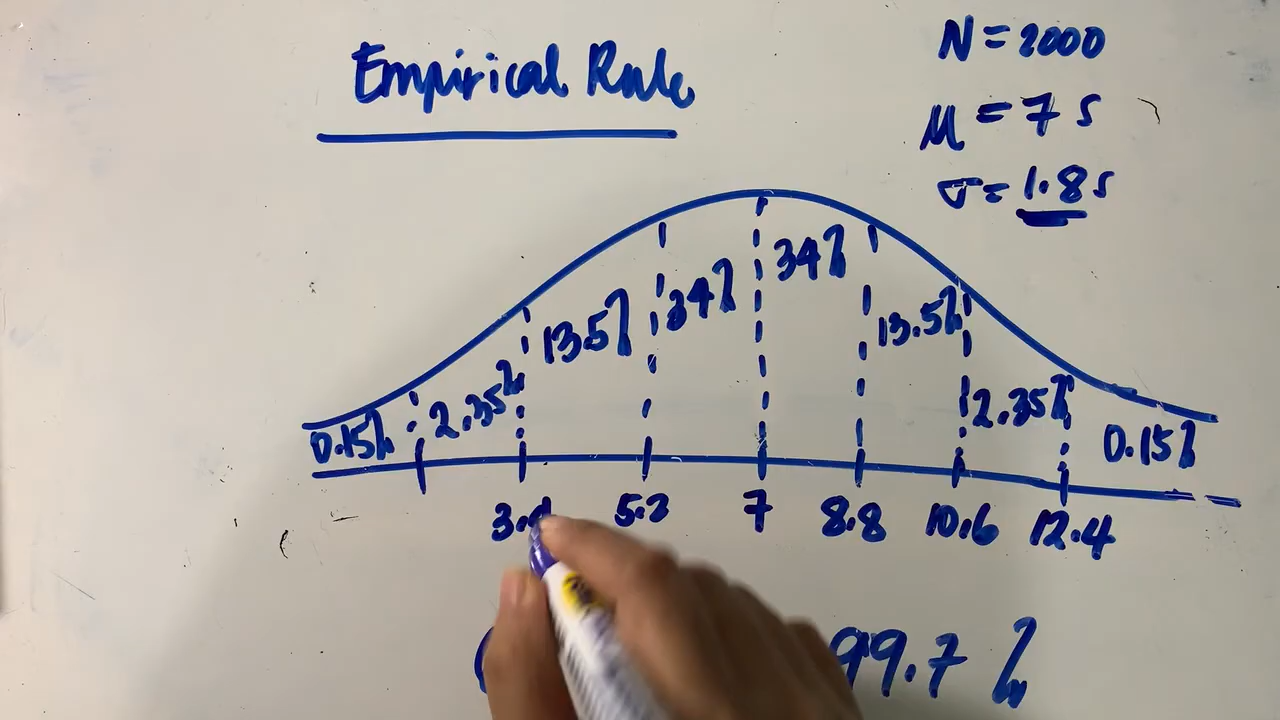 Empirical Rule
N = 2000
μ = 7 s
σ = 1.8 s
34%
13.5% 34% 13.5%
0.15% 2.35% 2.35% 0.15%
5.2 7 8.8 10.6 12.4
99.7%